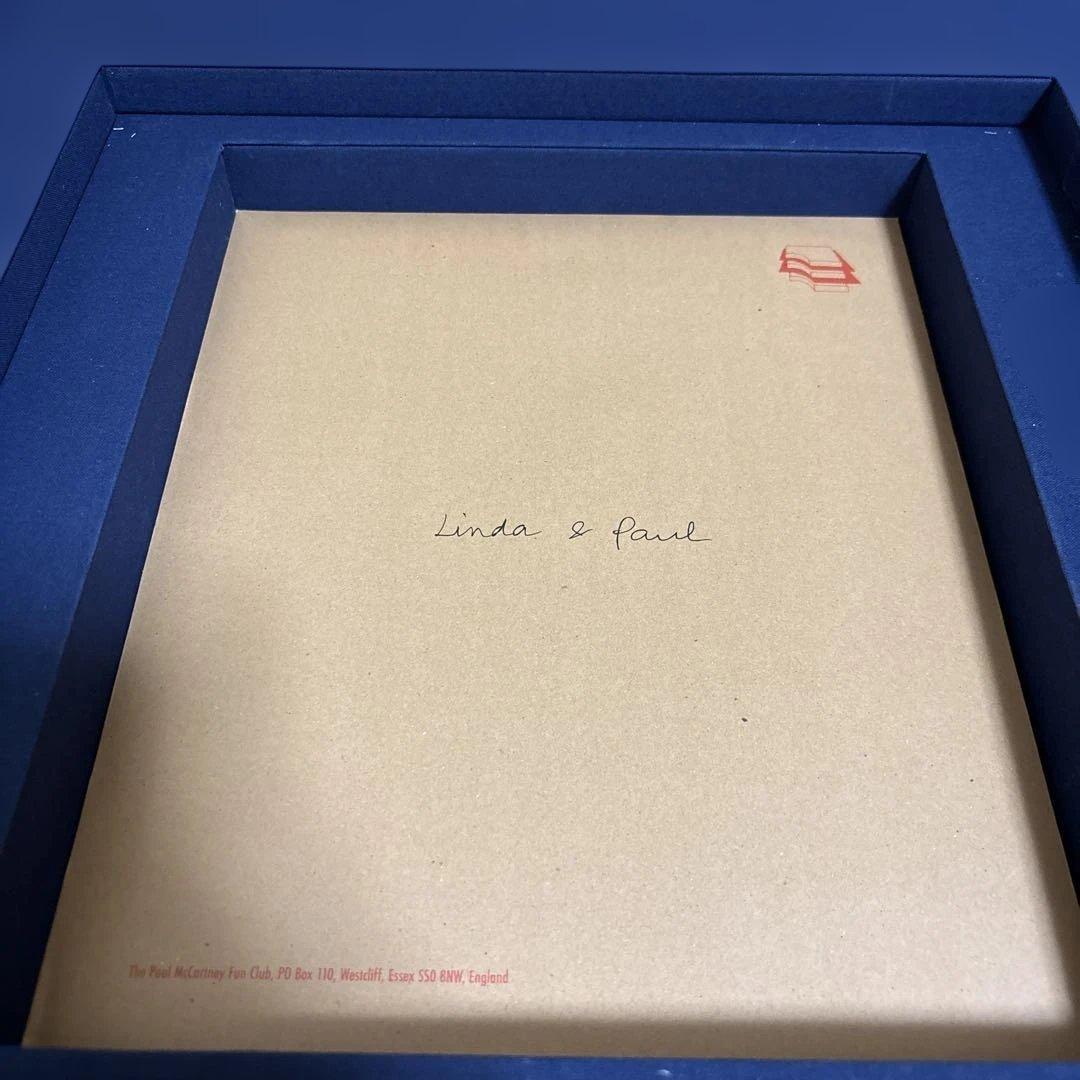 Linda & Paul
The Paul McCartney Fun Club, PO Box 110, Westcliff, Essex SS0 8NW, England